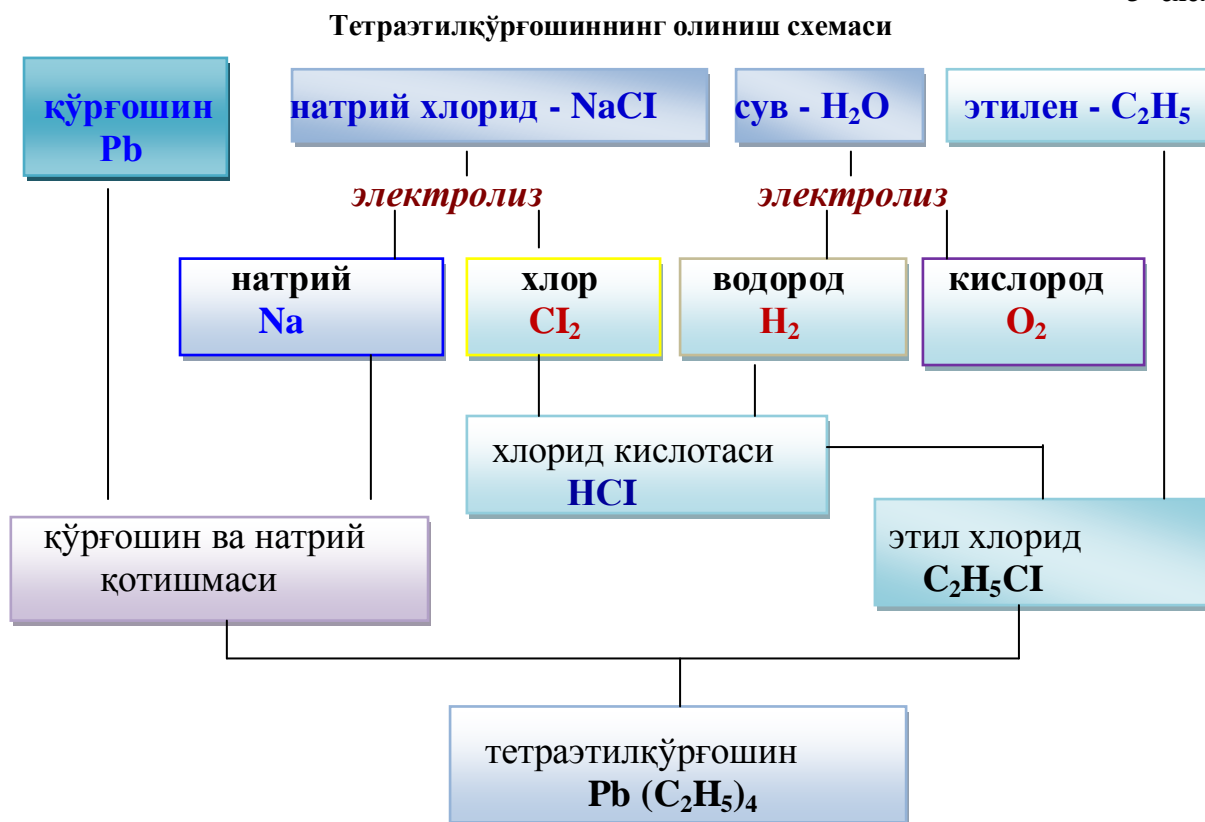 Тетраэтилқўрғошиннинг олиниш схемаси
қўрғошин
Pb
натрий хлорид - NaCI
сув - H₂O
этилен - C₂H₅
электролиз
электролиз
натрий
Na
хлор
CI₂
водород
H₂
кислород
O₂
хлорид кислотаси
HCI
қўрғошин ва натрий
қотишмаси
этил хлорид
C₂H₅CI
тетраэтилқўрғошин
Pb (C₂H₅)₄